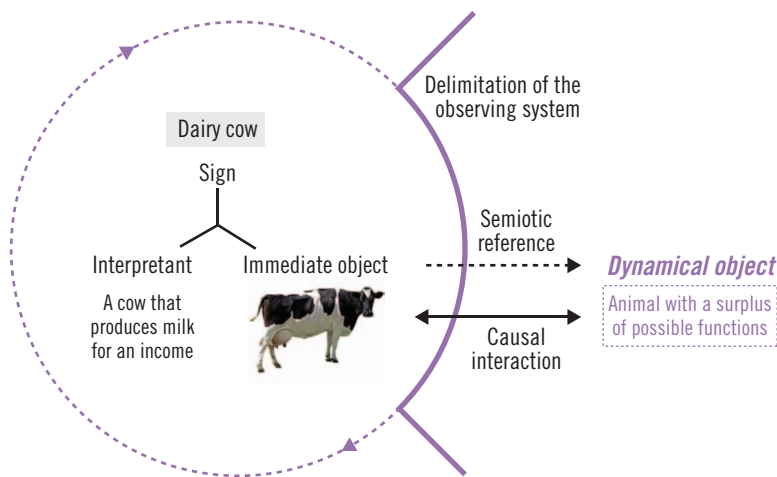 Delimitation of the
observing system
Dairy cow
Sign
Interpretant
Immediate object
A cow that
produces milk
for an income
Semiotic
reference
Causal
interaction
Dynamical object
Animal with a surplus
of possible functions